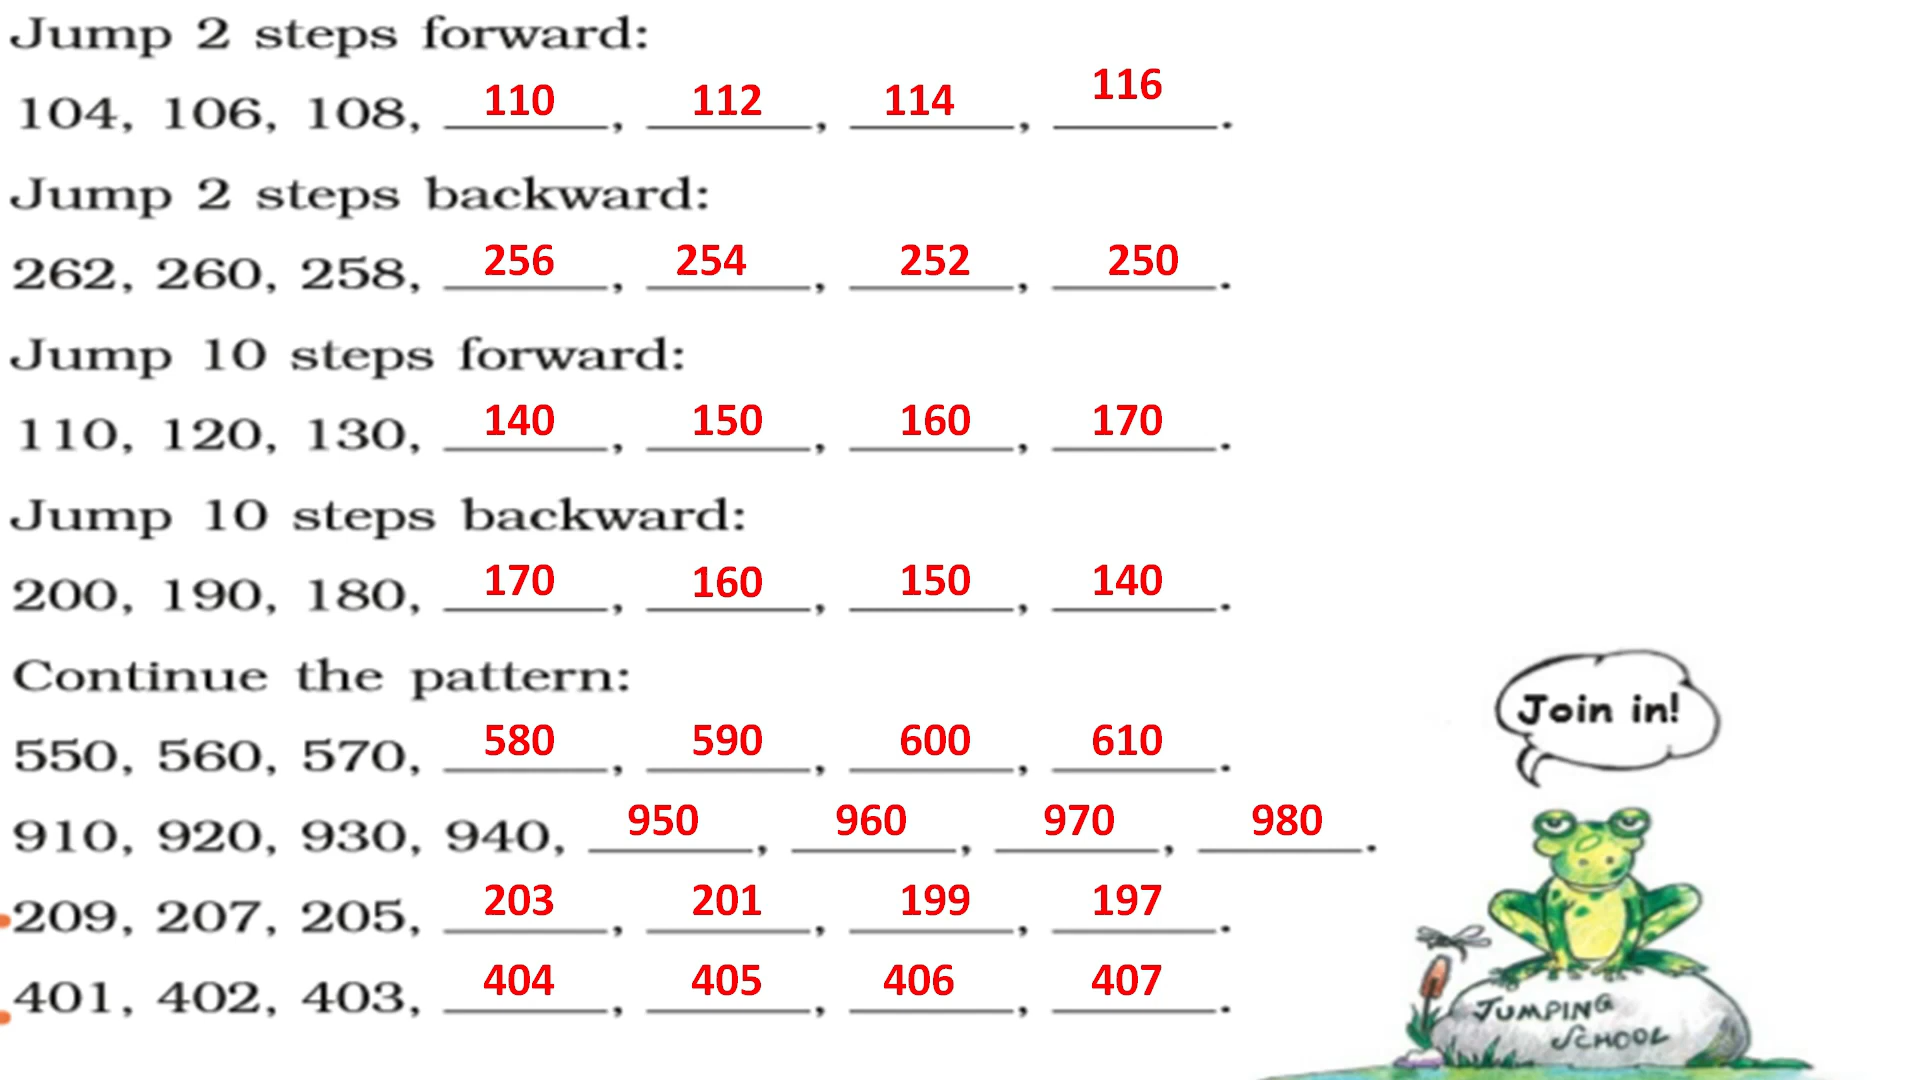 Jump 2 steps forward:
104, 106, 108, 110, 112, 114, 116.
Jump 2 steps backward:
262, 260, 258, 256, 254, 252, 250.
Jump 10 steps forward:
110, 120, 130, 140, 150, 160, 170.
Jump 10 steps backward:
200, 190, 180, 170, 160, 150, 140.
Continue the pattern:
550, 560, 570, 580, 590, 600, 610.
910, 920, 930, 940, 950, 960, 970, 980.
209, 207, 205, 203, 201, 199, 197.
401, 402, 403, 404, 405, 406, 407.
Join in!
JUMPING
SCHOOL